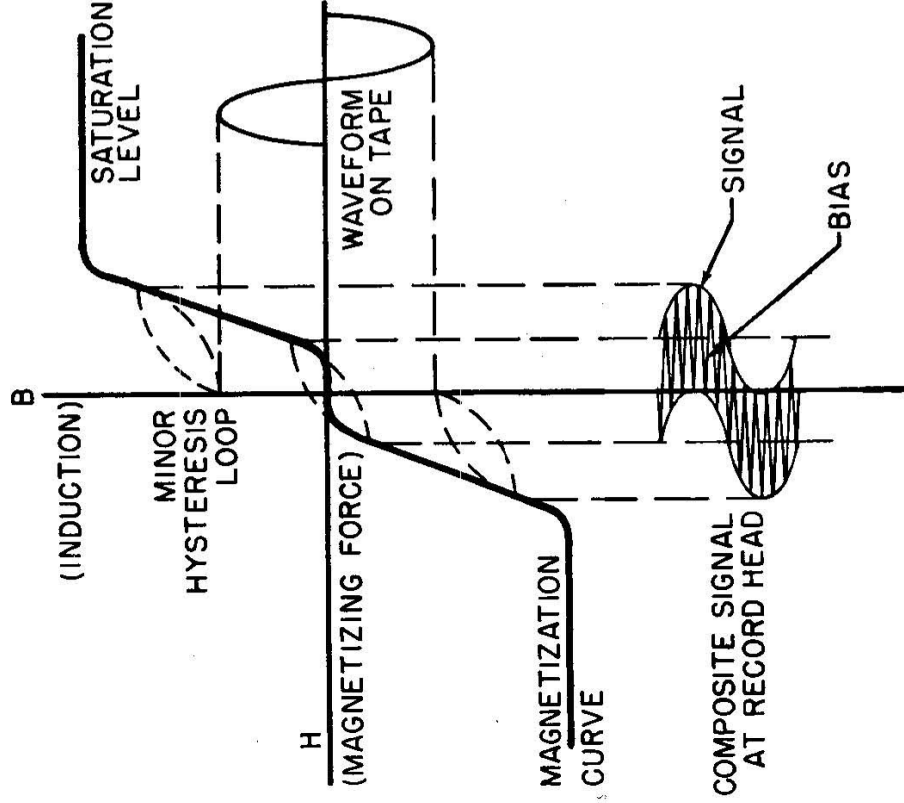 B
(INDUCTION)
SATURATION
LEVEL
MINOR
HYSTERESIS
LOOP
H
(MAGNETIZING FORCE)
WAVEFORM
ON TAPE
MAGNETIZATION
CURVE
SIGNAL
BIAS
COMPOSITE SIGNAL
AT RECORD HEAD